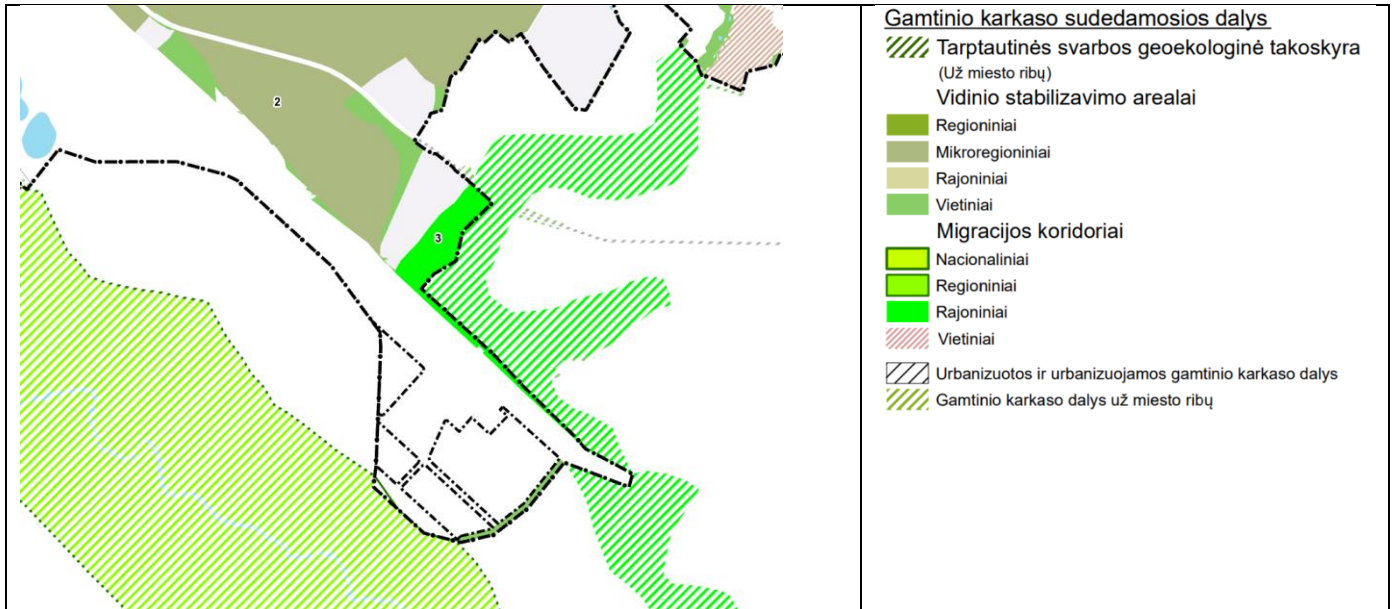 2
3
Gamtinio karkaso sudedamosios dalys
Tarptautinės svarbos geoekologinė takoskyra
(Už miesto ribų)
Vidinio stabilizavimo arealai
Regioniniai
Mikroregioniniai
Rajoniniai
Vietiniai
Migracijos koridoriai
Nacionaliniai
Regioniniai
Rajoniniai
Vietiniai
Urbanizuotos ir urbanizuojamos gamtinio karkaso dalys
Gamtinio karkaso dalys už miesto ribų